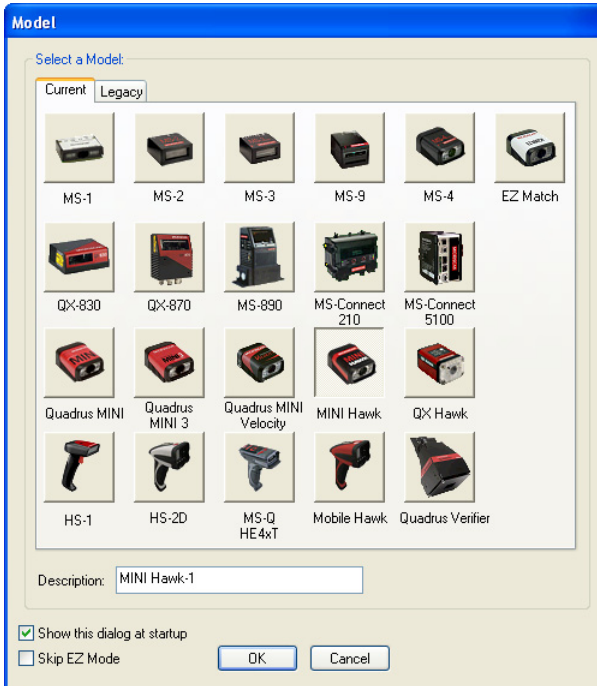 Model
Select a Model:
Current Legacy
MS-1 MS-2 MS-3 MS-9 MS-4 EZ Match
QX-830 QX-870 MS-890 MS-Connect 210 MS-Connect 5100
Quadrus MINI Quadrus MINI 3 Quadrus MINI Velocity MINI Hawk QX Hawk
HS-1 HS-2D MS-Q HE4xT Mobile Hawk Quadrus Verifier
Description: MINI Hawk-1
Show this dialog at startup
Skip EZ Mode OK Cancel